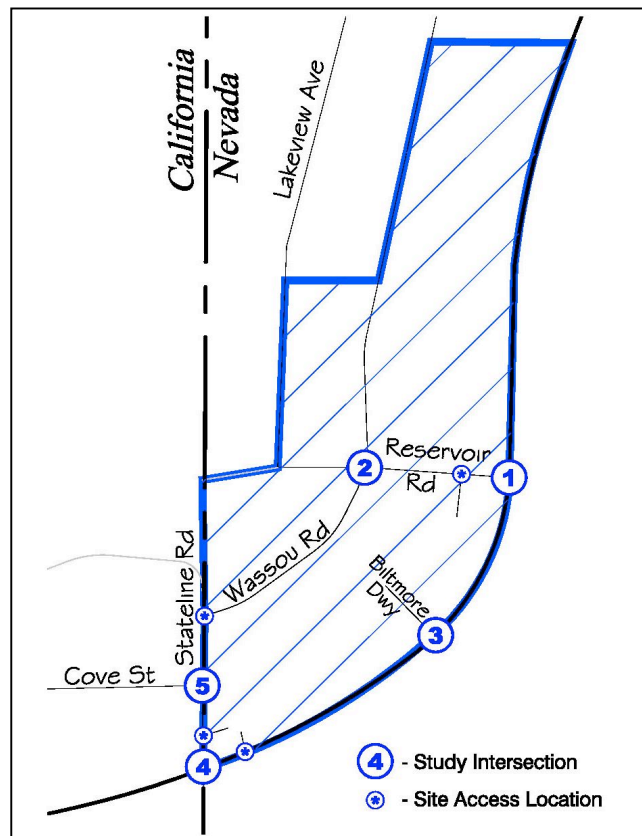 California
Nevada
Lakeview Ave
Reservoir
Rd
2
1
Wassou Rd
Stateline Rd
Biltmore
Dwy
3
Cove St
5
4
4 - Study Intersection
* - Site Access Location